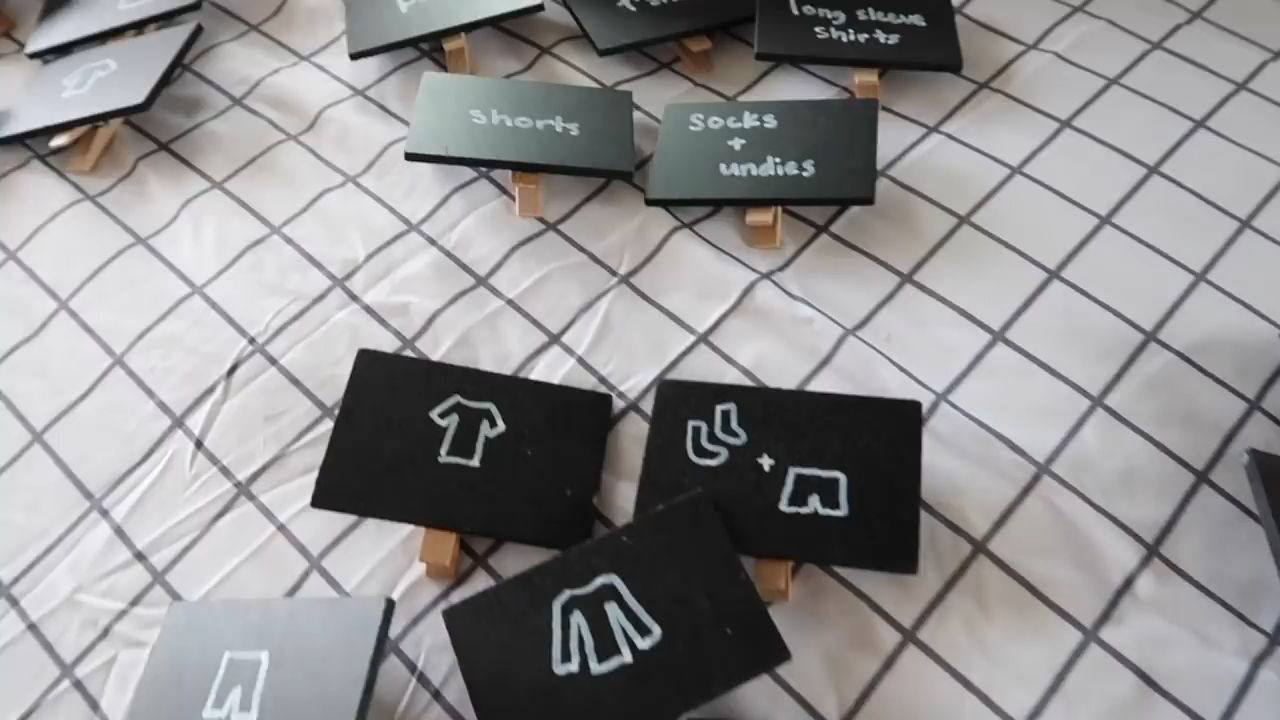 long sleeve
shirts
shorts
socks
+
undies
+